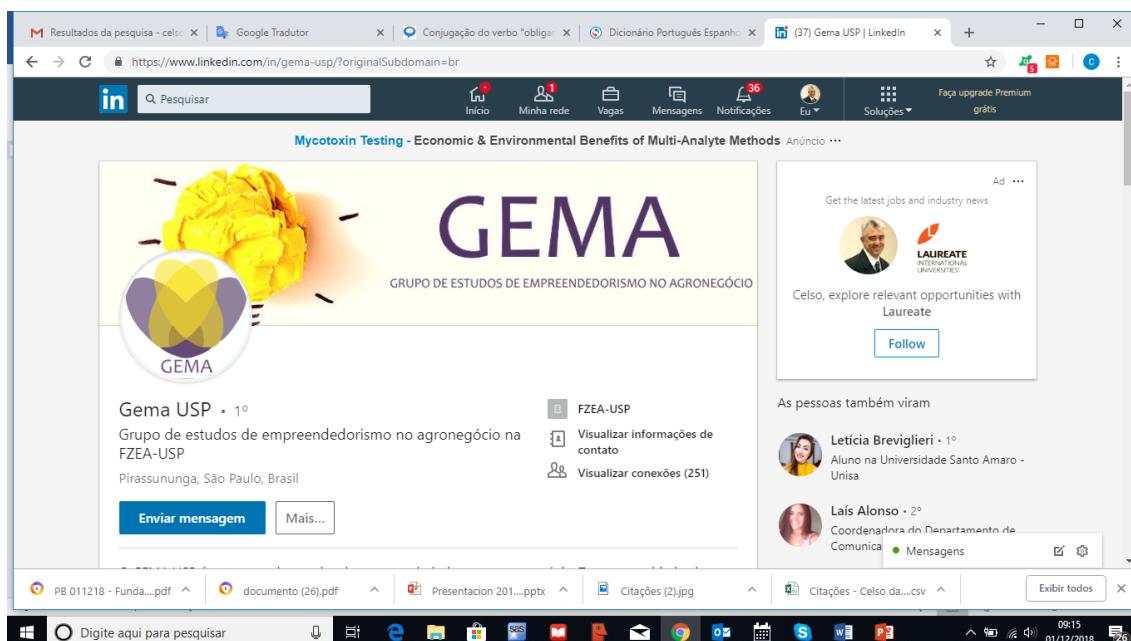 Resultados da pesquisa - cels
Google Tradutor
Conjugação do verbo "obligar
Dicionário Português Espanho
(37) Gema USP | LinkedIn
https://www.linkedin.com/in/gema-usp/?originalSubdomain=br
5
C
in
Pesquisar
Início
1
Minha rede
Vagas
Mensagens
36
Notificações
Eu
Soluções
Faça upgrade Premium
grátis
Mycotoxin Testing - Economic & Environmental Benefits of Multi-Analyte Methods Anúncio ···
GEMA
GRUPO DE ESTUDOS DE EMPREENDEDORISMO NO AGRONEGÓCIO
GEMA
Gema USP • 1º
Grupo de estudos de empreendedorismo no agronegócio na
FZEA-USP
Pirassununga, São Paulo, Brasil
Enviar mensagem
Mais...
FZEA-USP
Visualizar informações de
contato
Visualizar conexões (251)
Ad ···
Get the latest jobs and industry news
LAUREATE
INTERNATIONAL
UNIVERSITIES
Celso, explore relevant opportunities with
Laureate
Follow
As pessoas também viram
Letícia Breviglieri • 1º
Aluno na Universidade Santo Amaro -
Unisa
Laís Alonso • 2º
Coordenadora do Departamento de
Comunica
Mensagens
PB 011218 - Funda....pdf
documento (26).pdf
Presentacion 201....pptx
Citações (2).jpg
Citações - Celso da....csv
Exibir todos
Digite aqui para pesquisar
SAS
09:15
01/12/2018
26